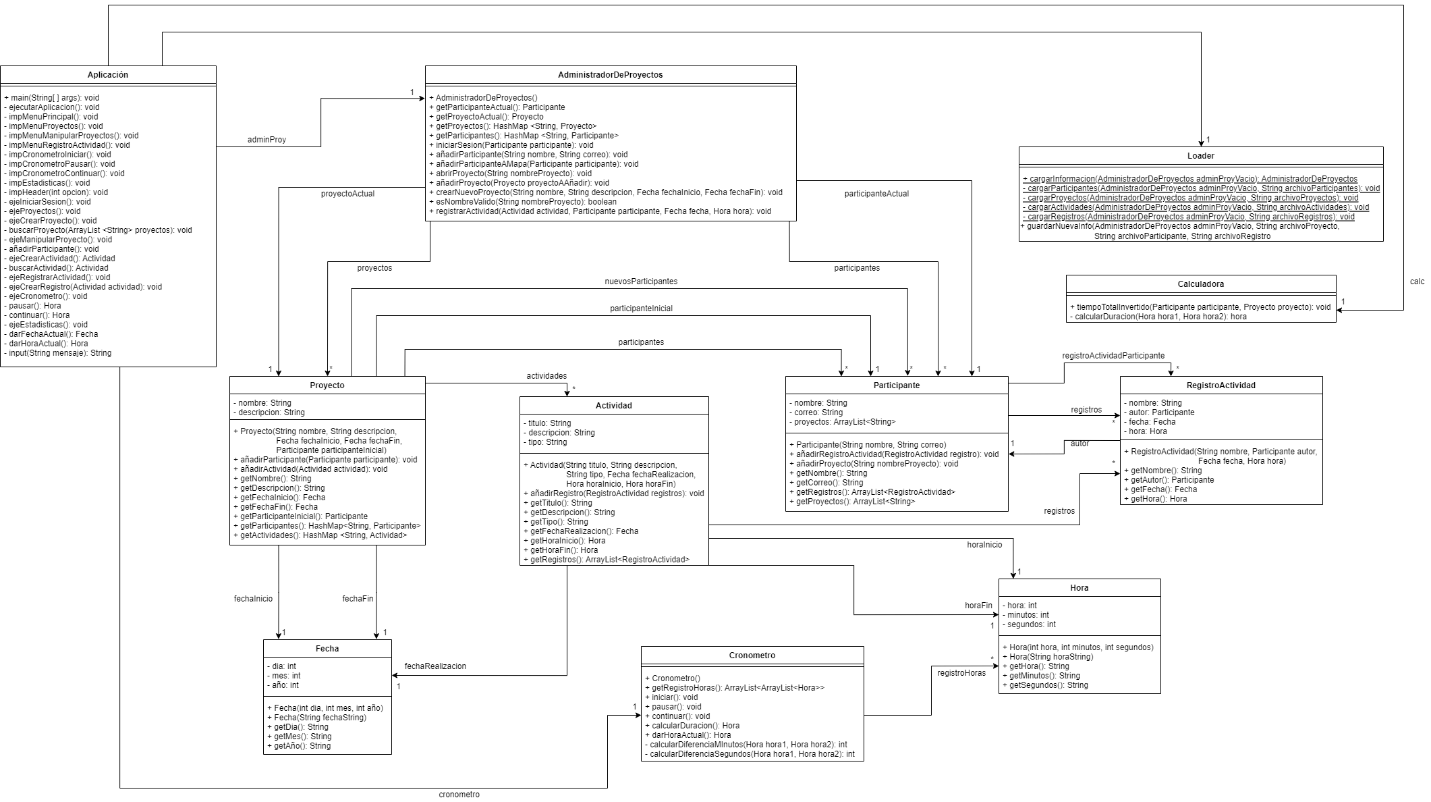 Aplicación
+ main(String[ ] args): void
- ejecutarAplicacion(): void
- impMenuPrincipal(): void
- impMenuProyectos(): void
- impMenuManipularProyectos(): void
- impMenuRegistroActividad(): void
- impCronometroIniciar(): void
- impCronometroPausar(): void
- impCronometroContinuar(): void
- impEstadisticas(): void
- impHeader(int opcion): void
- ejeIniciarSesion(): void
- ejeProyectos(): void
- ejeCrearProyecto(): void
- buscarProyecto(ArrayList <String> proyectos): void
- ejeManipularProyecto(): void
- añadirParticipante(): void
- ejeCrearActividad(): Actividad
- buscarActividad(): Actividad
- ejeRegistrarActividad(): void
- ejeCrearRegistro(Actividad actividad): void
- ejeCronometro(): void
- pausar(): Hora
- continuar(): Hora
- ejeEstadisticas(): void
- darFechaActual(): Fecha
- darHoraActual(): Hora
- input(String mensaje): String
adminProy
1
AdministradorDeProyectos
+ AdministradorDeProyectos()
+ getParticipanteActual(): Participante
+ getProyectoActual(): Proyecto
+ getProyectos(): HashMap <String, Proyecto>
+ getParticipantes(): HashMap <String, Participante>
+ iniciarSesion(Participante participante): void
+ añadirParticipante(String nombre, String correo): void
+ añadirParticipanteAMapa(Participante participante): void
+ abrirProyecto(String nombreProyecto): void
+ añadirProyecto(Proyecto proyectoAAñadir): void
+ crearNuevoProyecto(String nombre, String descripcion, Fecha fechaInicio, Fecha fechaFin): void
+ esNombreValido(String nombreProyecto): boolean
+ registrarActividad(Actividad actividad, Participante participante, Fecha fecha, Hora hora): void
1
Loader
+ cargarInformacion(AdministradorDeProyectos adminProyVacio): AdministradorDeProyectos
- cargarParticipantes(AdministradorDeProyectos adminProyVacio, String archivoParticipantes): void
- cargarProyectos(AdministradorDeProyectos adminProyVacio, String archivoProyectos): void
- cargarActividades(AdministradorDeProyectos adminProyVacio, String archivoActividades): void
- cargarRegistros(AdministradorDeProyectos adminProyVacio, String archivoRegistros): void
+ guardarNuevaInfo(AdministradorDeProyectos adminProyVacio, String archivoProyecto,
String archivoParticipante, String archivoRegistro
calc
1
Calculadora
+ tiempoTotalInvertido(Participante participante, Proyecto proyecto): void
- calcularDuracion(Hora hora1, Hora hora2): hora
proyectoActual
participanteActual
proyectos
participantes
nuevosParticipantes
participanteInicial
participantes
1
*
*
1
*
*
1
Proyecto
- nombre: String
- descripcion: String
+ Proyecto(String nombre, String descripcion,
Fecha fechaInicio, Fecha fechaFin,
Participante participanteInicial)
+ añadirParticipante(Participante participante): void
+ añadirActividad(Actividad actividad): void
+ getNombre(): String
+ getDescripcion(): String
+ getFechaInicio(): Fecha
+ getFechaFin(): Fecha
+ getParticipanteInicial(): Participante
+ getParticipantes(): HashMap<String, Participante>
+ getActividades(): HashMap <String, Actividad>
actividades
*
Actividad
- titulo: String
- descripcion: String
- tipo: String
+ Actividad(String titulo, String descripcion,
String tipo, Fecha fechaRealizacion,
Hora horaInicio, Hora horaFin)
+ añadirRegistro(RegistroActividad registros): void
+ getTitulo(): String
+ getDescripcion(): String
+ getTipo(): String
+ getFechaRealizacion(): Fecha
+ getHoraInicio(): Hora
+ getHoraFin(): Hora
+ getRegistros(): ArrayList<RegistroActividad>
Participante
- nombre: String
- correo: String
- proyectos: ArrayList<String>
+ Participante(String nombre, String correo)
+ añadirRegistroActividad(RegistroActividad registro): void
+ añadirProyecto(String nombreProyecto): void
+ getNombre(): String
+ getCorreo(): String
+ getRegistros(): ArrayList<RegistroActividad>
+ getProyectos(): ArrayList<String>
registroActividadParticipante
*
registros
*
1
autor
*
registros
RegistroActividad
- nombre: String
- autor: Participante
- fecha: Fecha
- hora: Hora
+ RegistroActividad(String nombre, Participante autor,
Fecha fecha, Hora hora)
+ getNombre(): String
+ getAutor(): Participante
+ getFecha(): Fecha
+ getHora(): Hora
horaInicio
1
horaFin
1
Hora
- hora: int
- minutos: int
- segundos: int
+ Hora(int hora, int minutos, int segundos)
+ Hora(String horaString)
+ getHora(): String
+ getMinutos(): String
+ getSegundos(): String
fechaInicio
fechaFin
1
1
Fecha
- dia: int
- mes: int
- año: int
+ Fecha(int dia, int mes, int año)
+ Fecha(String fechaString)
+ getDia(): String
+ getMes(): String
+ getAño(): String
fechaRealizacion
1
1
Cronometro
+ Cronometro()
+ getRegistroHoras(): ArrayList<ArrayList<Hora>>
+ iniciar(): void
+ pausar(): void
+ continuar(): void
+ calcularDuracion(): Hora
+ darHoraActual(): Hora
- calcularDiferenciaMInutos(Hora hora1, Hora hora2): int
- calcularDiferenciaSegundos(Hora hora1, Hora hora2): int
*
registroHoras
cronometro